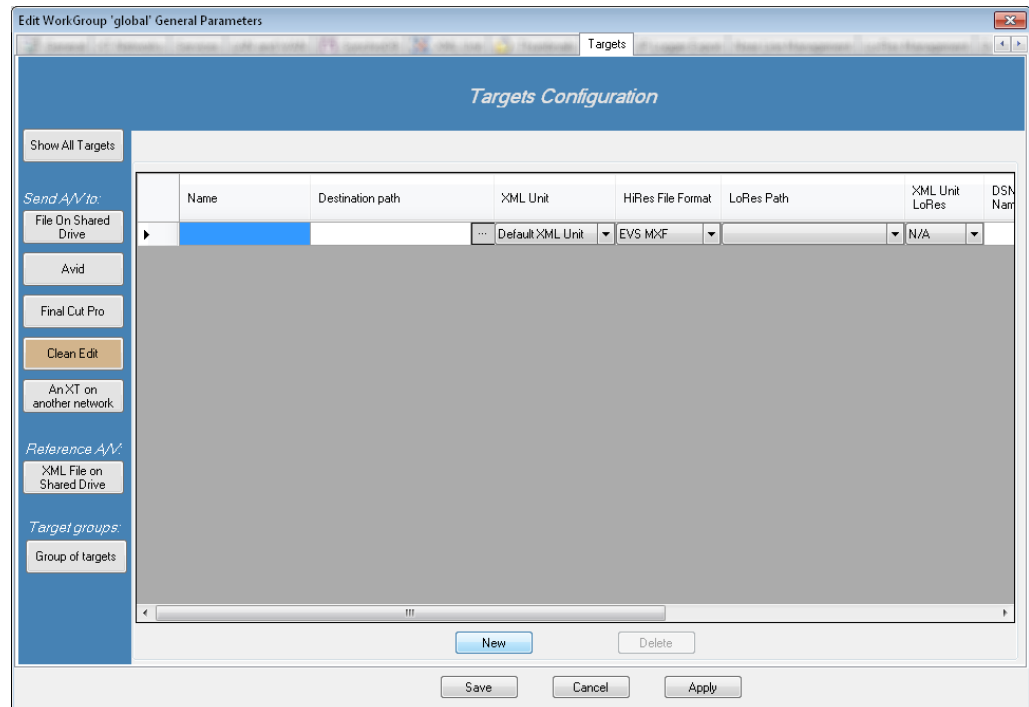 Edit WorkGroup 'global' General Parameters
Targets
Targets Configuration
Show All Targets
Send A/V to:
File On Shared
Drive
Avid
Final Cut Pro
Clean Edit
An XT on
another network
Reference A/V:
XML File on
Shared Drive
Target groups:
Group of targets
Name
Destination path
XML Unit
HiRes File Format
LoRes Path
XML Unit
LoRes
DSN
Nam
...
Default XML Unit
EVS MXF
N/A
New
Delete
Save
Cancel
Apply